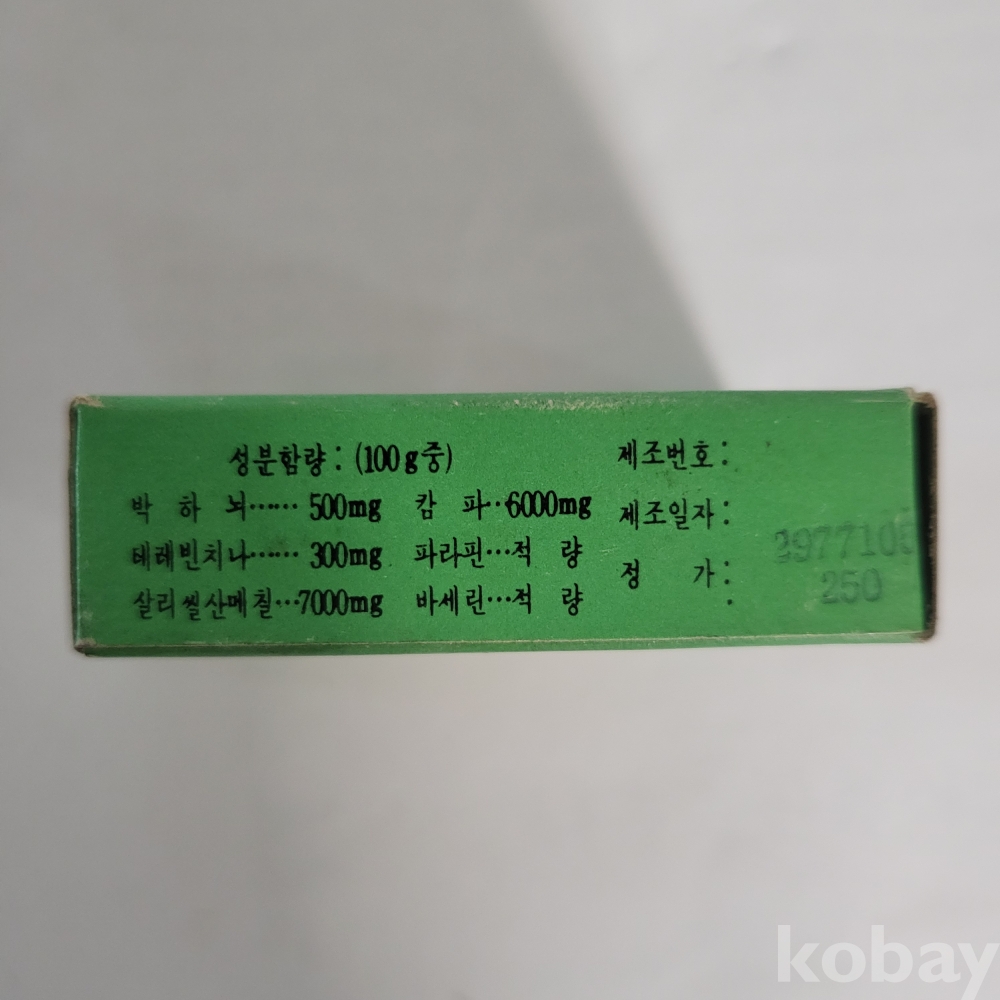 성분함량: (100g중)
박하뇌······ 500mg 캄파··6000mg
테레빈치나······ 300mg 파라핀···적량
살리씰산메칠···7000mg 바세린···적량
제조번호:
제조일자:
정가:
250
kobay